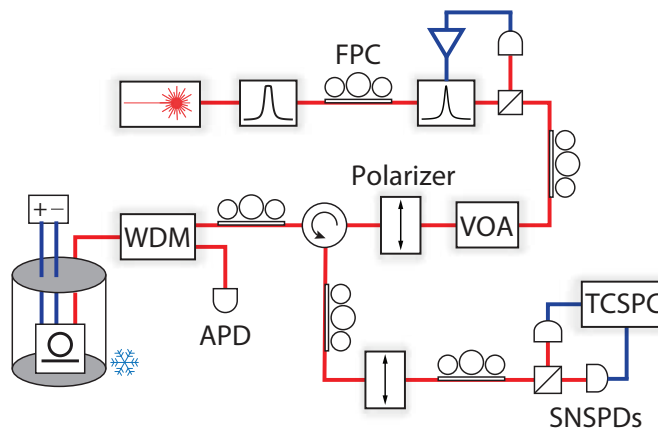 FPC
Polarizer
VOA
+ −
WDM
APD
TCSPC
SNSPDs